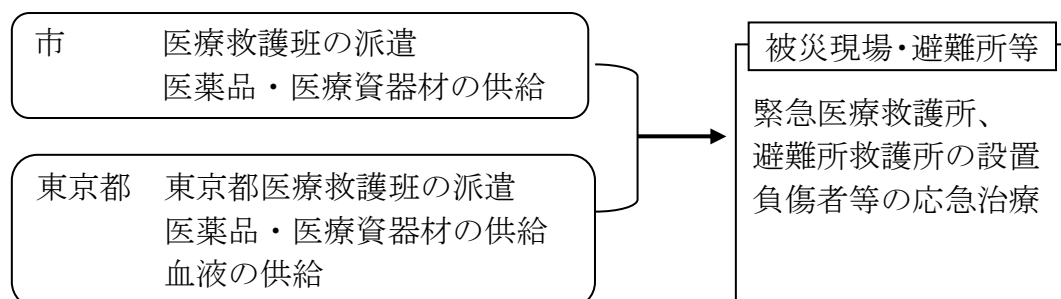 市 医療救護班の派遣
医薬品・医療資器材の供給
東京都 東京都医療救護班の派遣
医薬品・医療資器材の供給
血液の供給
被災現場・避難所等
緊急医療救護所、
避難所救護所の設置
負傷者等の応急治療